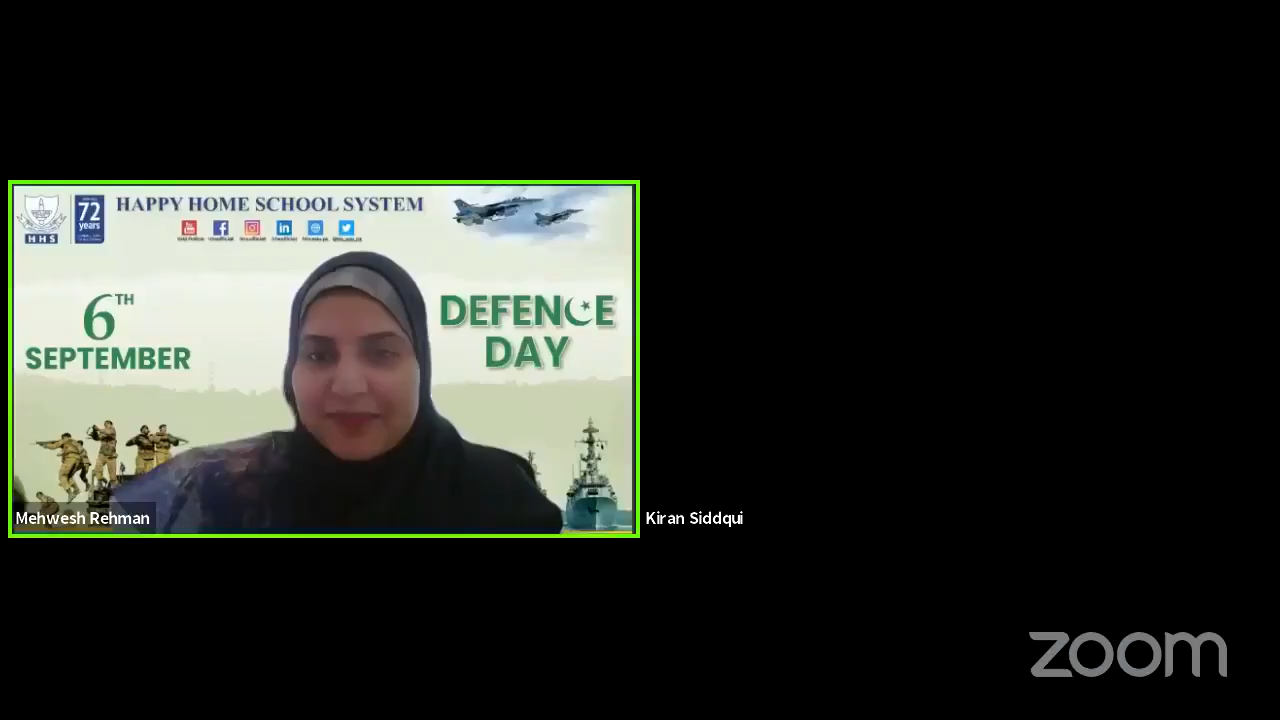 72
years
HAPPY HOME SCHOOL SYSTEM
HHS
6TH
SEPTEMBER
DEFENCE
DAY
Mehwesh Rehman
Kiran Siddqui
zoom